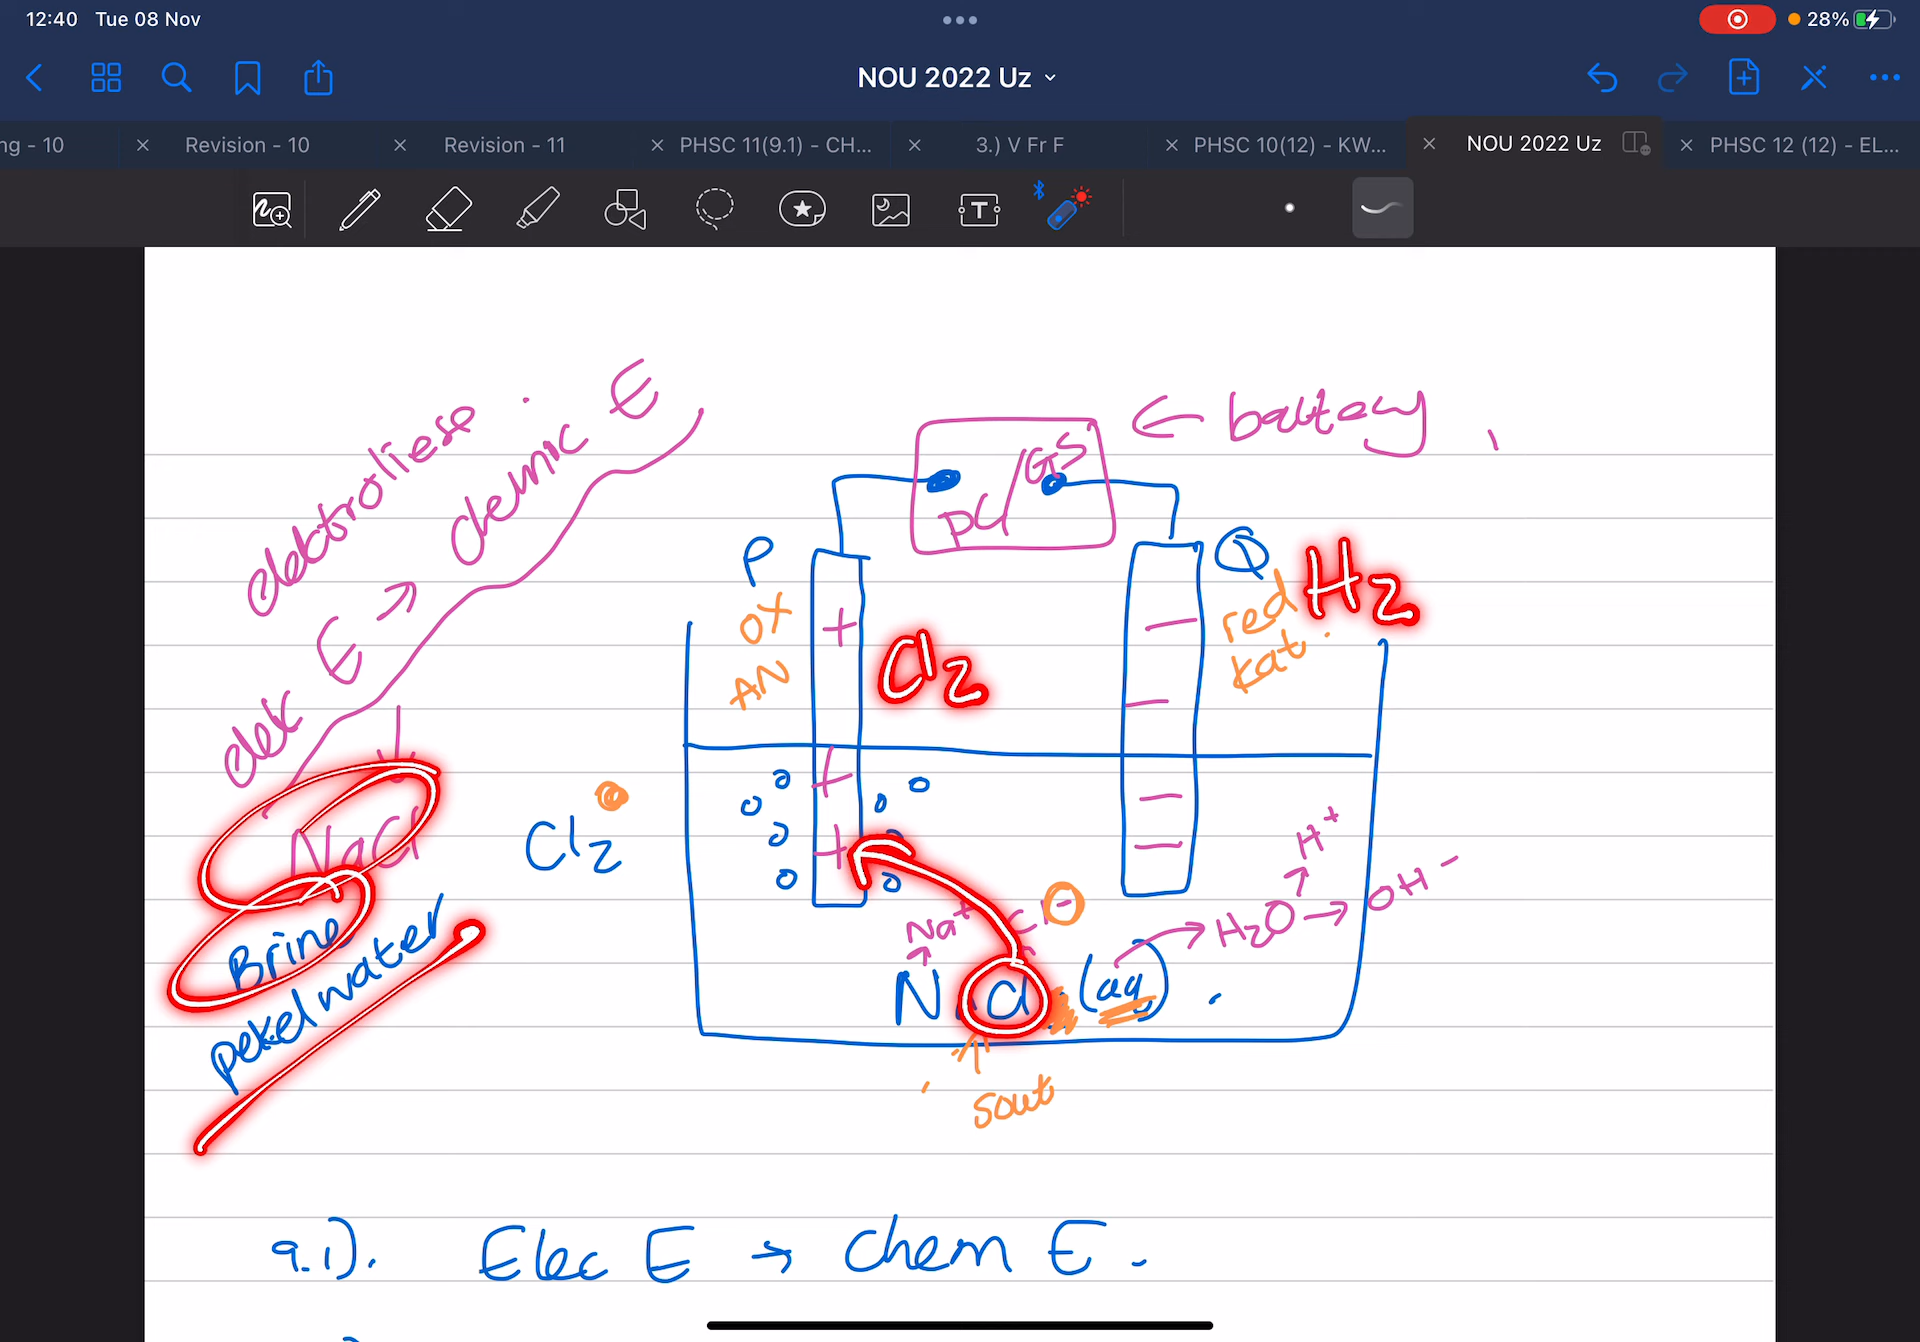 12:40 Tue 08 Nov
28%
NOU 2022 Uz
ng - 10
Revision - 10
Revision - 11
PHSC 11(9.1) - CH...
3.) V Fr F
PHSC 10(12) - KW...
NOU 2022 Uz
PHSC 12 (12) - EL...
T
elektroliese
elek E → chemic E
← battery
DC/GS
P
OX
AN
+
Cl2
Q
red
kat.
H2
NaCl
Brine
pekelwater
Cl2
Na+
Cl-
H+
H2O → OH-
NaCl (aq)
sout
9.1). Elec E → Chem E.